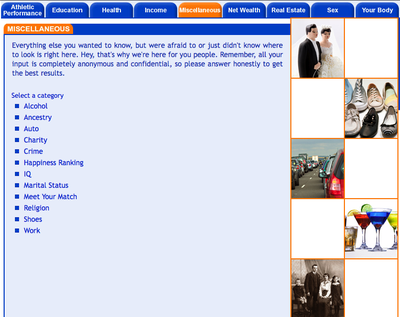 Athletic Performance
Education
Health
Income
Miscellaneous
Net Wealth
Real Estate
Sex
Your Body
MISCELLANEOUS
Everything else you wanted to know, but were afraid to or just didn't know where
to look is right here. Hey, that's why we're here for you people. Remember, all your
input is completely anonymous and confidential, so please answer honestly to get
the best results.
Select a category
Alcohol
Ancestry
Auto
Charity
Crime
Happiness Ranking
IQ
Marital Status
Meet Your Match
Religion
Shoes
Work